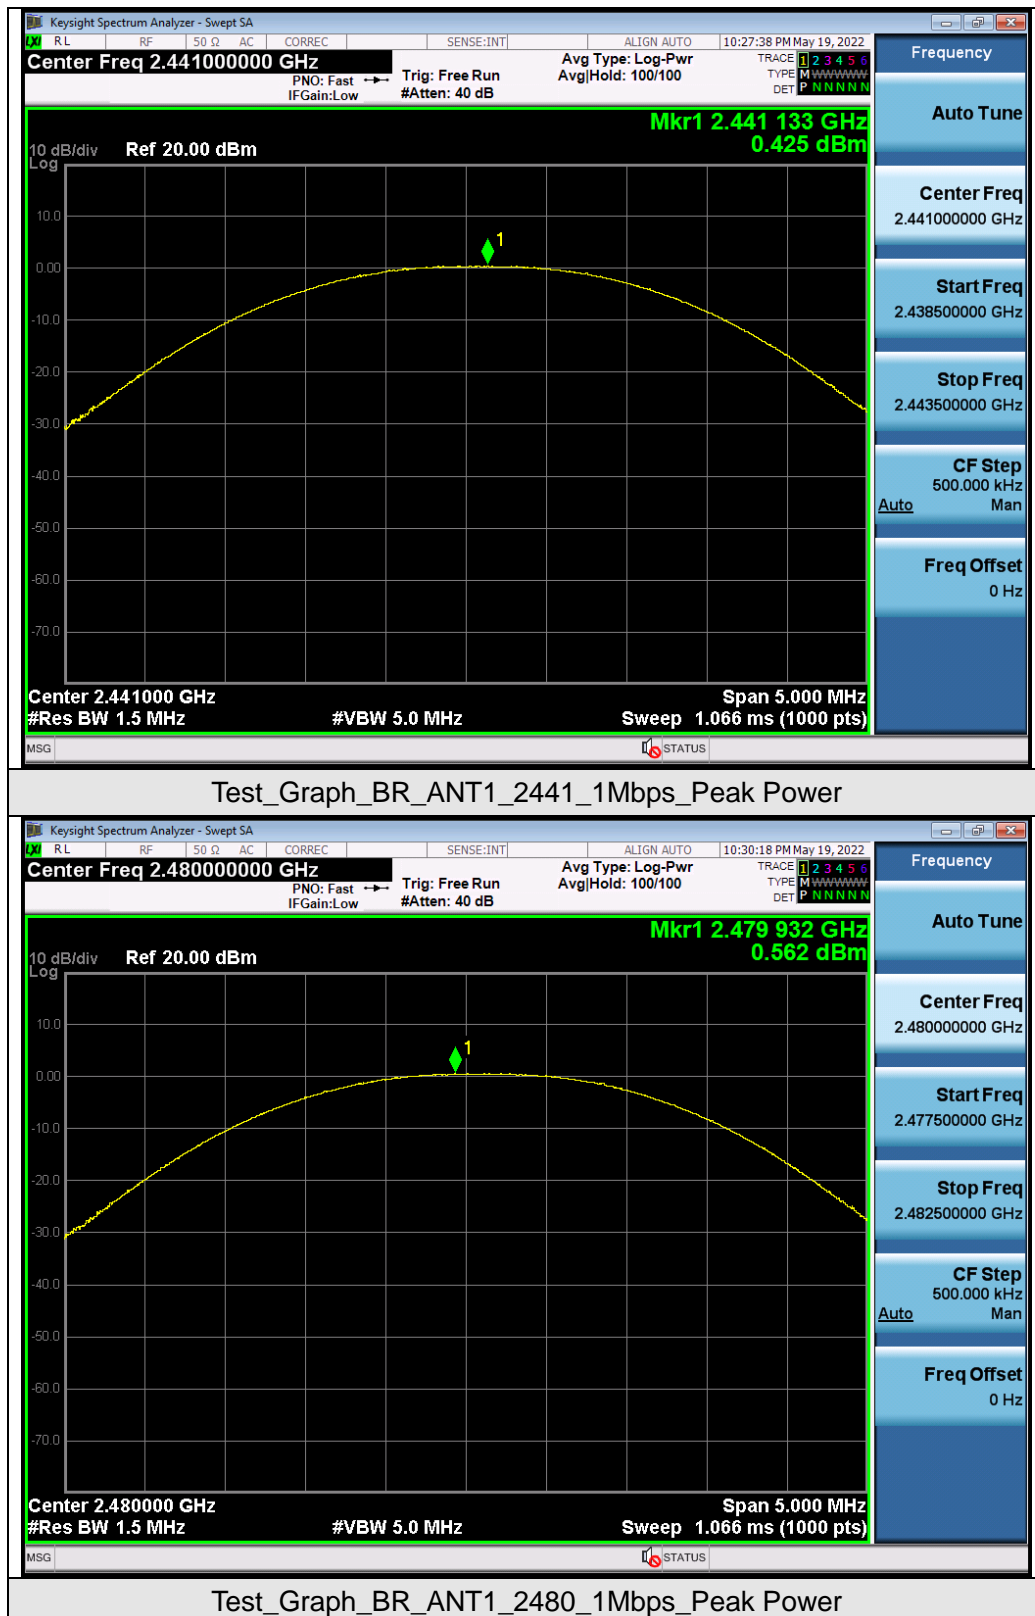 Keysight Spectrum Analyzer - Swept SA
LXI RL RF 50 Ω AC CORREC SENSE:INT ALIGN AUTO 10:27:38 PM May 19, 2022
Center Freq 2.441000000 GHz
PNO: Fast
IFGain:Low
Trig: Free Run
#Atten: 40 dB
Avg Type: Log-Pwr
Avg|Hold: 100/100
TRACE 1 2 3 4 5 6
TYPE M WWWWW
DET P N N N N N
Mkr1 2.441 133 GHz
0.425 dBm
10 dB/div Ref 20.00 dBm
Log
10.0
1
0.00
-10.0
-20.0
-30.0
-40.0
-50.0
-60.0
-70.0
Center 2.441000 GHz Span 5.000 MHz
#Res BW 1.5 MHz #VBW 5.0 MHz Sweep 1.066 ms (1000 pts)
MSG STATUS
Frequency
Auto Tune
Center Freq
2.441000000 GHz
Start Freq
2.438500000 GHz
Stop Freq
2.443500000 GHz
CF Step
500.000 kHz
Auto Man
Freq Offset
0 Hz
Test_Graph_BR_ANT1_2441_1Mbps_Peak Power
Keysight Spectrum Analyzer - Swept SA
LXI RL RF 50 Ω AC CORREC SENSE:INT ALIGN AUTO 10:30:18 PM May 19, 2022
Center Freq 2.480000000 GHz
PNO: Fast
IFGain:Low
Trig: Free Run
#Atten: 40 dB
Avg Type: Log-Pwr
Avg|Hold: 100/100
TRACE 1 2 3 4 5 6
TYPE M WWWWW
DET P N N N N N
Mkr1 2.479 932 GHz
0.562 dBm
10 dB/div Ref 20.00 dBm
Log
10.0
1
0.00
-10.0
-20.0
-30.0
-40.0
-50.0
-60.0
-70.0
Center 2.480000 GHz Span 5.000 MHz
#Res BW 1.5 MHz #VBW 5.0 MHz Sweep 1.066 ms (1000 pts)
MSG STATUS
Frequency
Auto Tune
Center Freq
2.480000000 GHz
Start Freq
2.477500000 GHz
Stop Freq
2.482500000 GHz
CF Step
500.000 kHz
Auto Man
Freq Offset
0 Hz
Test_Graph_BR_ANT1_2480_1Mbps_Peak Power